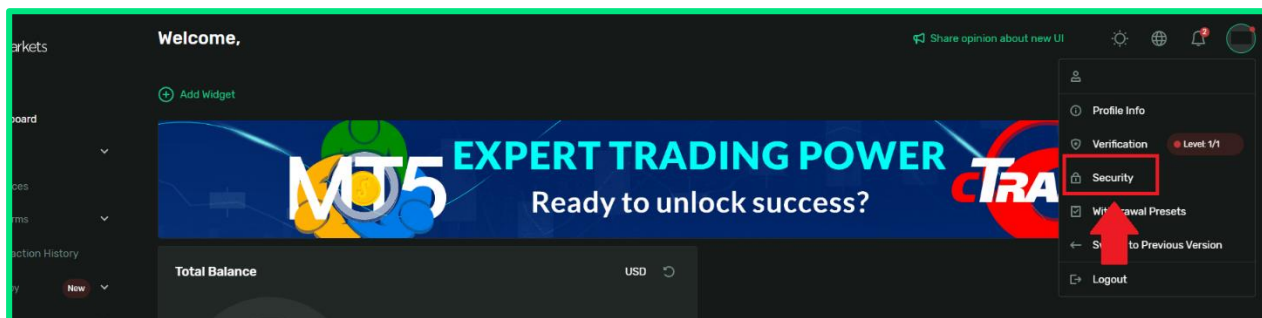 arkets
Welcome,
Share opinion about new UI
2
Add Widget
board
ces
rms
action History
y New
MT5
EXPERT TRADING POWER
Ready to unlock success?
cTRA
Total Balance
USD
Profile Info
Verification
Level: 1/1
Security
Withdrawal Presets
to Previous Version
Logout